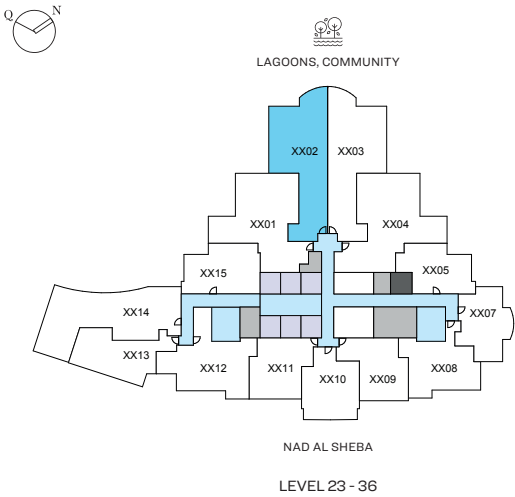 Q N
LAGOONS, COMMUNITY
XX02 XX03
XX01 XX04
XX15 XX05
XX14 XX07
XX13 XX12 XX11 XX10 XX09 XX08
NAD AL SHEBA
LEVEL 23 - 36